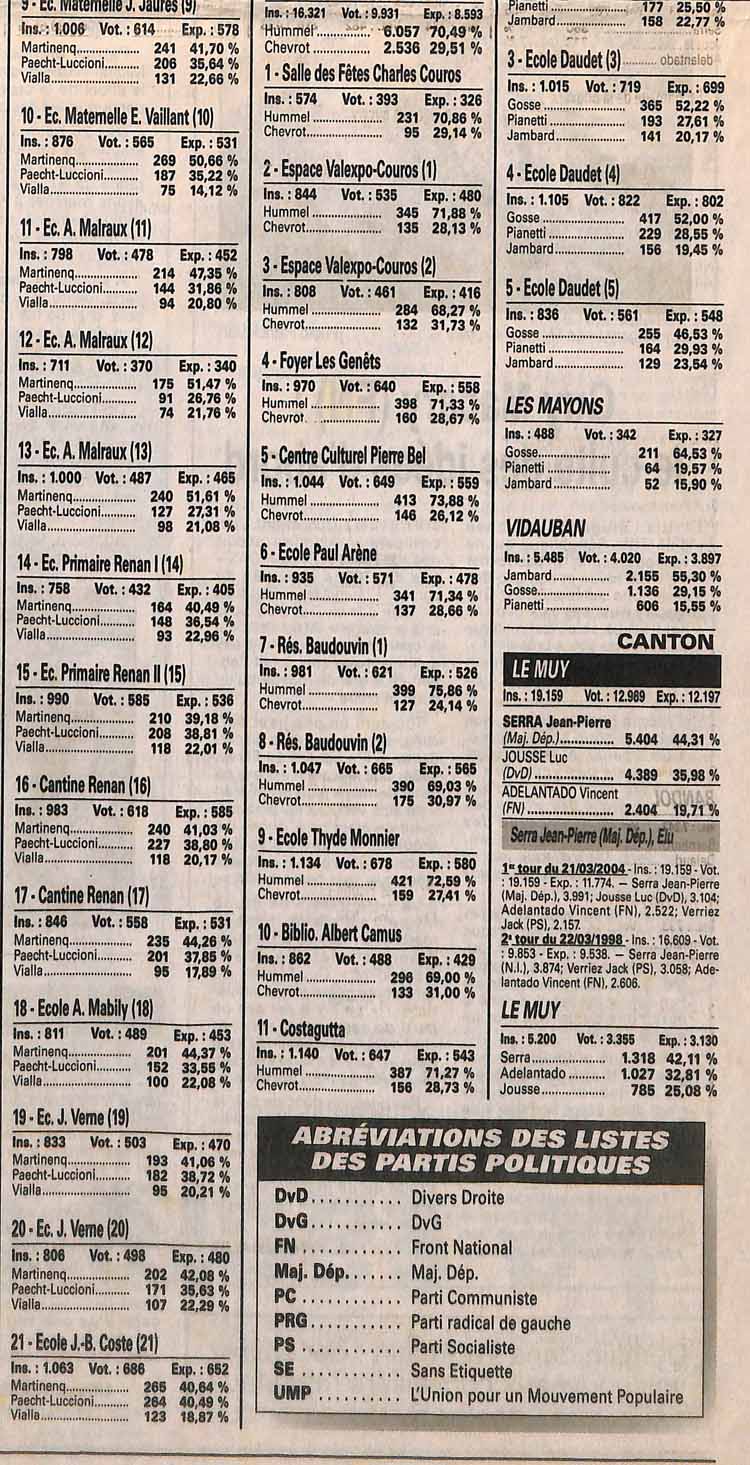 9 - Ec. Maternelle J. Jaurès (9)
Ins. : 1.006 Vot. : 614 Exp. : 578
Martinenq 241 41,70 %
Paecht-Luccioni 206 35,64 %
Vialla 131 22,66 %
10 - Ec. Maternelle E. Vaillant (10)
Ins. : 876 Vot. : 565 Exp. : 531
Martinenq 269 50,66 %
Paecht-Luccioni 187 35,22 %
Vialla 75 14,12 %
11 - Ec. A. Malraux (11)
Ins. : 798 Vot. : 478 Exp. : 452
Martinenq 214 47,35 %
Paecht-Luccioni 144 31,86 %
Vialla 94 20,80 %
12 - Ec. A. Malraux (12)
Ins. : 711 Vot. : 370 Exp. : 340
Martinenq 175 51,47 %
Paecht-Luccioni 91 26,76 %
Vialla 74 21,76 %
13 - Ec. A. Malraux (13)
Ins. : 1.000 Vot. : 487 Exp. : 465
Martinenq 240 51,61 %
Paecht-Luccioni 127 27,31 %
Vialla 98 21,08 %
14 - Ec. Primaire Renan I (14)
Ins. : 758 Vot. : 432 Exp. : 405
Martinenq 164 40,49 %
Paecht-Luccioni 148 36,54 %
Vialla 93 22,96 %
15 - Ec. Primaire Renan II (15)
Ins. : 990 Vot. : 585 Exp. : 536
Martinenq 210 39,18 %
Paecht-Luccioni 208 38,81 %
Vialla 118 22,01 %
16 - Cantine Renan (16)
Ins. : 983 Vot. : 618 Exp. : 585
Martinenq 240 41,03 %
Paecht-Luccioni 227 38,80 %
Vialla 118 20,17 %
17 - Cantine Renan (17)
Ins. : 846 Vot. : 558 Exp. : 531
Martinenq 235 44,26 %
Paecht-Luccioni 201 37,85 %
Vialla 95 17,89 %
18 - Ecole A. Mabily (18)
Ins. : 811 Vot. : 489 Exp. : 453
Martinenq 201 44,37 %
Paecht-Luccioni 152 33,55 %
Vialla 100 22,08 %
19 - Ec. J. Verne (19)
Ins. : 833 Vot. : 503 Exp. : 470
Martinenq 193 41,06 %
Paecht-Luccioni 182 38,72 %
Vialla 95 20,21 %
20 - Ec. J. Verne (20)
Ins. : 806 Vot. : 498 Exp. : 480
Martinenq 202 42,08 %
Paecht-Luccioni 171 35,63 %
Vialla 107 22,29 %
21 - Ecole J.-B. Coste (21)
Ins. : 1.063 Vot. : 686 Exp. : 652
Martinenq 265 40,64 %
Paecht-Luccioni 264 40,49 %
Vialla 123 18,87 %
Ins. : 16.321 Vot. : 9.931 Exp. : 8.593
Hummel 6.057 70,49 %
Chevrot 2.536 29,51 %
1 - Salle des Fêtes Charles Couros
Ins. : 574 Vot. : 393 Exp. : 326
Hummel 231 70,86 %
Chevrot 95 29,14 %
2 - Espace Valexpo-Couros (1)
Ins. : 844 Vot. : 535 Exp. : 480
Hummel 345 71,88 %
Chevrot 135 28,13 %
3 - Espace Valexpo-Couros (2)
Ins. : 808 Vot. : 461 Exp. : 416
Hummel 284 68,27 %
Chevrot 132 31,73 %
4 - Foyer Les Genêts
Ins. : 970 Vot. : 640 Exp. : 558
Hummel 398 71,33 %
Chevrot 160 28,67 %
5 - Centre Culturel Pierre Bel
Ins. : 1.044 Vot. : 649 Exp. : 559
Hummel 413 73,88 %
Chevrot 146 26,12 %
6 - Ecole Paul Arène
Ins. : 935 Vot. : 571 Exp. : 478
Hummel 341 71,34 %
Chevrot 137 28,66 %
7 - Rés. Baudouvin (1)
Ins. : 981 Vot. : 621 Exp. : 526
Hummel 399 75,86 %
Chevrot 127 24,14 %
8 - Rés. Baudouvin (2)
Ins. : 1.047 Vot. : 665 Exp. : 565
Hummel 390 69,03 %
Chevrot 175 30,97 %
9 - Ecole Thyde Monnier
Ins. : 1.134 Vot. : 678 Exp. : 580
Hummel 421 72,59 %
Chevrot 159 27,41 %
10 - Biblio. Albert Camus
Ins. : 862 Vot. : 488 Exp. : 429
Hummel 296 69,00 %
Chevrot 133 31,00 %
11 - Costagutta
Ins. : 1.140 Vot. : 647 Exp. : 543
Hummel 387 71,27 %
Chevrot 156 28,73 %
Pianetti 177 25,50 %
Jambard 158 22,77 %
3 - Ecole Daudet (3)
Ins. : 1.015 Vot. : 719 Exp. : 699
Gosse 365 52,22 %
Pianetti 193 27,61 %
Jambard 141 20,17 %
4 - Ecole Daudet (4)
Ins. : 1.105 Vot. : 822 Exp. : 802
Gosse 417 52,00 %
Pianetti 229 28,55 %
Jambard 156 19,45 %
5 - Ecole Daudet (5)
Ins. : 836 Vot. : 561 Exp. : 548
Gosse 255 46,53 %
Pianetti 164 29,93 %
Jambard 129 23,54 %
LES MAYONS
Ins. : 488 Vot. : 342 Exp. : 327
Gosse 211 64,53 %
Pianetti 64 19,57 %
Jambard 52 15,90 %
VIDAUBAN
Ins. : 5.485 Vot. : 4.020 Exp. : 3.897
Jambard 2.155 55,30 %
Gosse 1.136 29,15 %
Pianetti 606 15,55 %
CANTON
LE MUY
Ins. : 19.159 Vot. : 12.989 Exp. : 12.197
SERRA Jean-Pierre
(Maj. Dép.) 5.404 44,31 %
JOUSSE Luc
(DvD) 4.389 35,98 %
ADELANTADO Vincent
(FN) 2.404 19,71 %
Serra Jean-Pierre (Maj. Dép.), Elu
1er tour du 21/03/2004 - Ins. : 19.159 - Vot.
: 19.159 - Exp. : 11.774. — Serra Jean-Pierre
(Maj. Dép.), 3.991; Jousse Luc (DvD), 3.104;
Adelantado Vincent (FN), 2.522; Verriez
Jack (PS), 2.157.
2e tour du 22/03/1998 - Ins. : 16.609 - Vot.
: 9.853 - Exp. : 9.538. — Serra Jean-Pierre
(N.I.), 3.874; Verriez Jack (PS), 3.058; Ade-
lantado Vincent (FN), 2.606.
LE MUY
Ins. : 5.200 Vot. : 3.355 Exp. : 3.130
Serra 1.318 42,11 %
Adelantado 1.027 32,81 %
Jousse 785 25,08 %
ABRÉVIATIONS DES LISTES
DES PARTIS POLITIQUES
DvD Divers Droite
DvG DvG
FN Front National
Maj. Dép. Maj. Dép.
PC Parti Communiste
PRG Parti radical de gauche
PS Parti Socialiste
SE Sans Etiquette
UMP L'Union pour un Mouvement Populaire